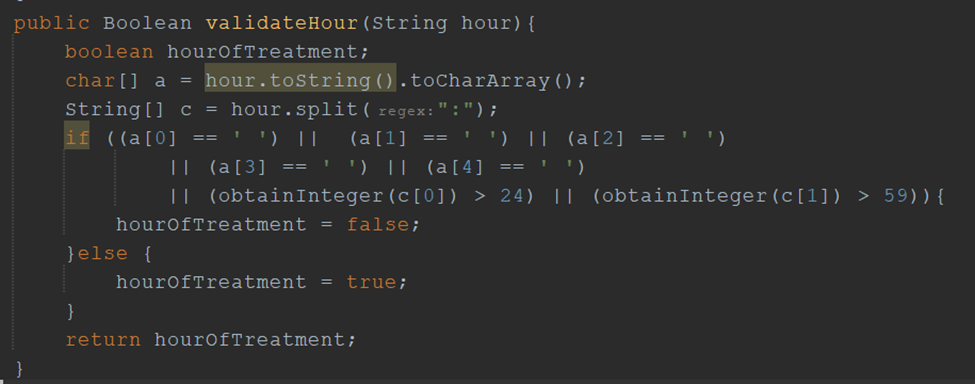 public Boolean validateHour(String hour){
    boolean hourOfTreatment;
    char[] a = hour.toString().toCharArray();
    String[] c = hour.split( regex: ":");
    if ((a[0] == ' ') ||  (a[1] == ' ') || (a[2] == ' ')
            || (a[3] == ' ') || (a[4] == ' ')
            || (obtainInteger(c[0]) > 24) || (obtainInteger(c[1]) > 59)){
        hourOfTreatment = false;
    }else {
        hourOfTreatment = true;
    }
    return hourOfTreatment;
}